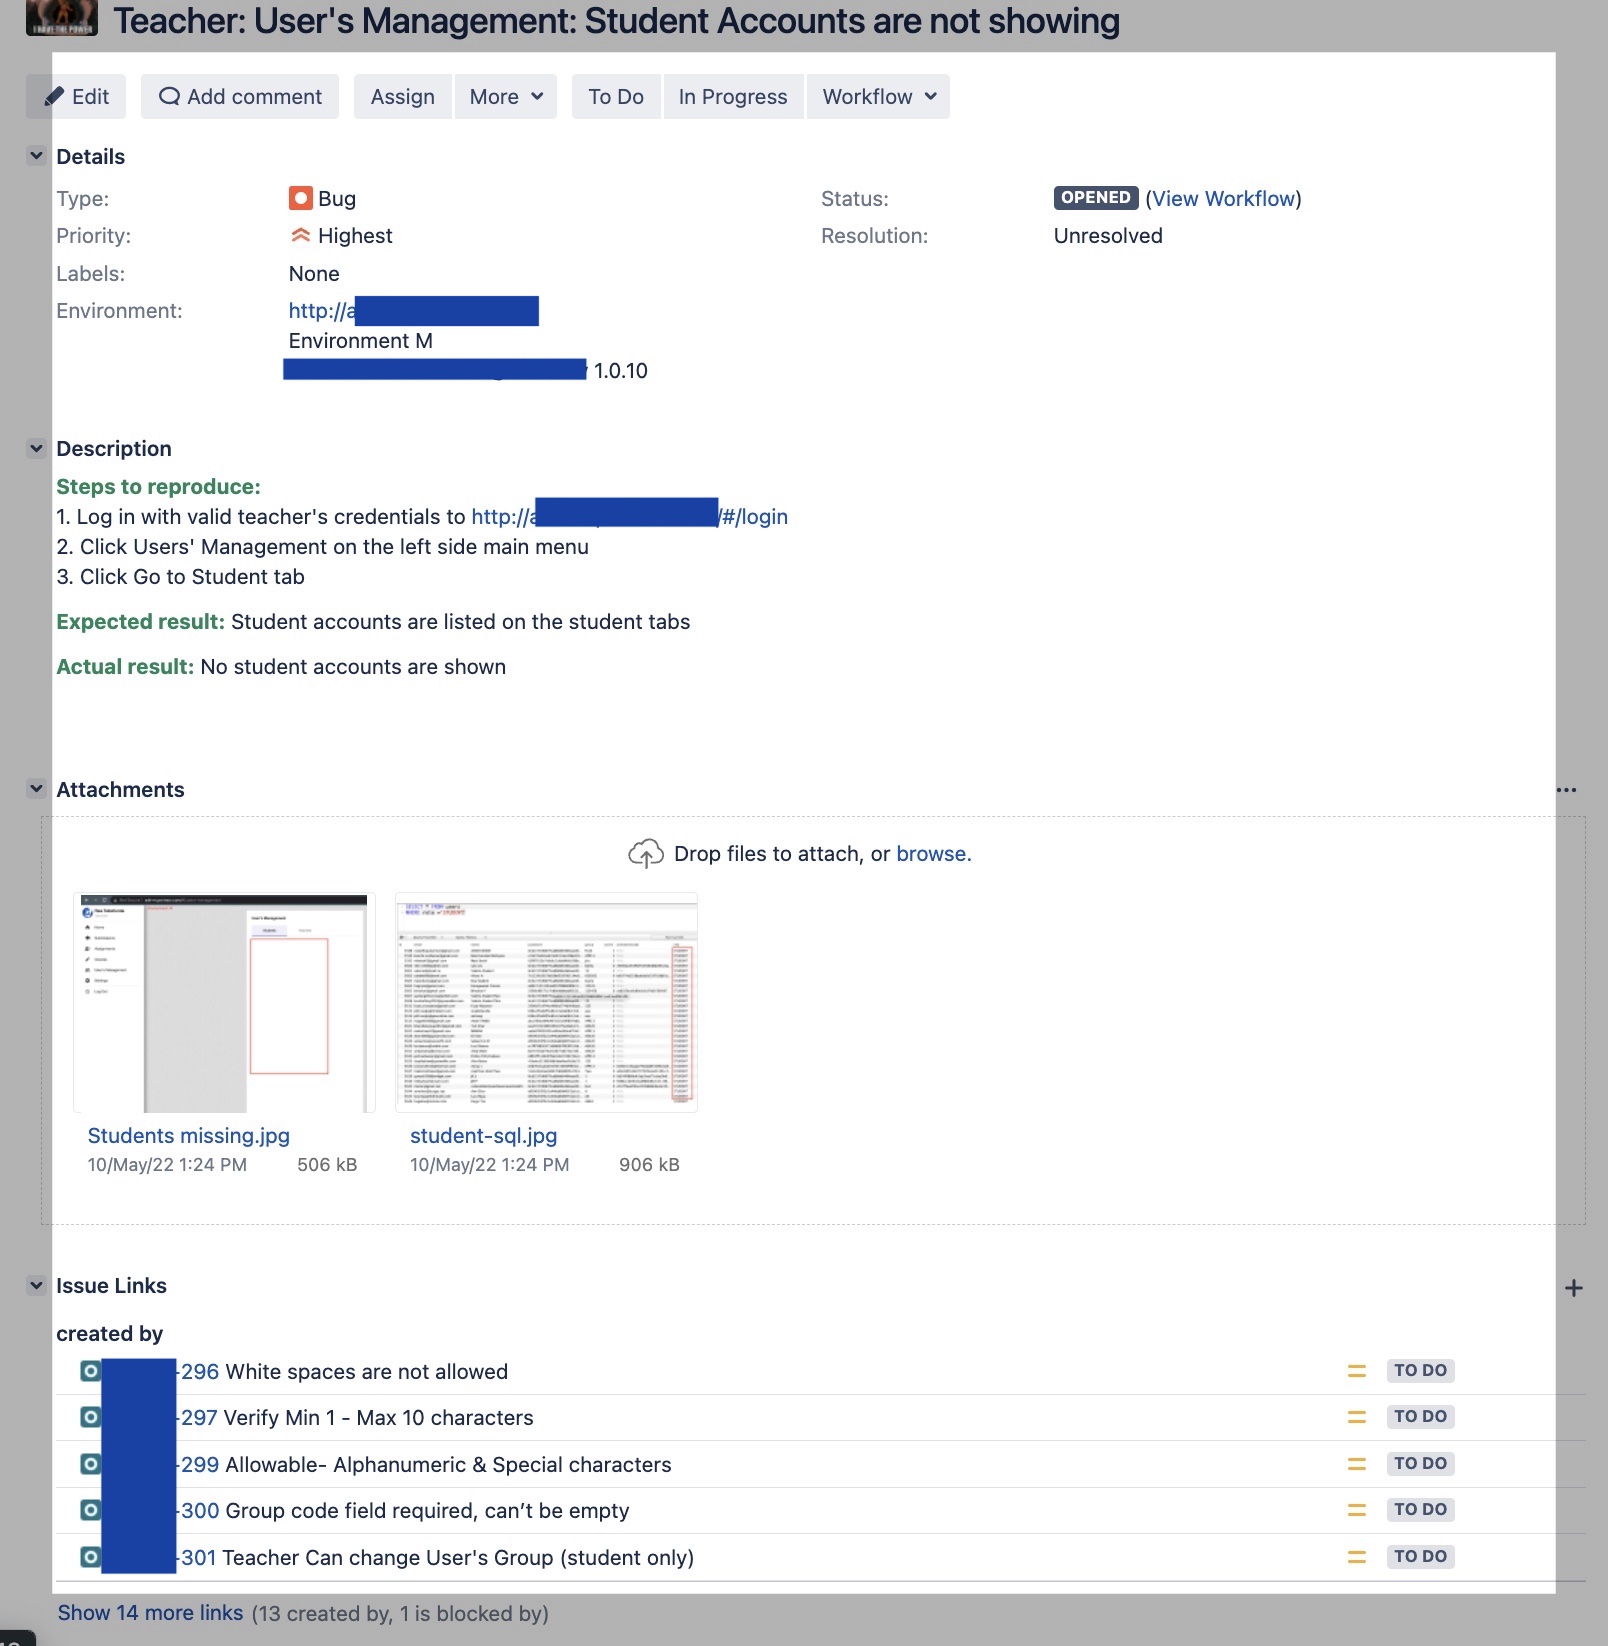 Teacher: User's Management: Student Accounts are not showing
Edit Add comment Assign More To Do In Progress Workflow
Details
Type: Bug Status: OPENED (View Workflow)
Priority: Highest Resolution: Unresolved
Labels: None
Environment: http://a
Environment M
1.0.10
Description
Steps to reproduce:
1. Log in with valid teacher's credentials to http://a /#/login
2. Click Users' Management on the left side main menu
3. Click Go to Student tab
Expected result: Student accounts are listed on the student tabs
Actual result: No student accounts are shown
Attachments
Drop files to attach, or browse.
SELECT * FROM users
WHERE role ='STUDENT'
Students missing.jpg student-sql.jpg
10/May/22 1:24 PM 506 kB 10/May/22 1:24 PM 906 kB
Issue Links
created by
-296 White spaces are not allowed TO DO
-297 Verify Min 1 - Max 10 characters TO DO
-299 Allowable- Alphanumeric & Special characters TO DO
-300 Group code field required, can’t be empty TO DO
-301 Teacher Can change User's Group (student only) TO DO
Show 14 more links (13 created by, 1 is blocked by)